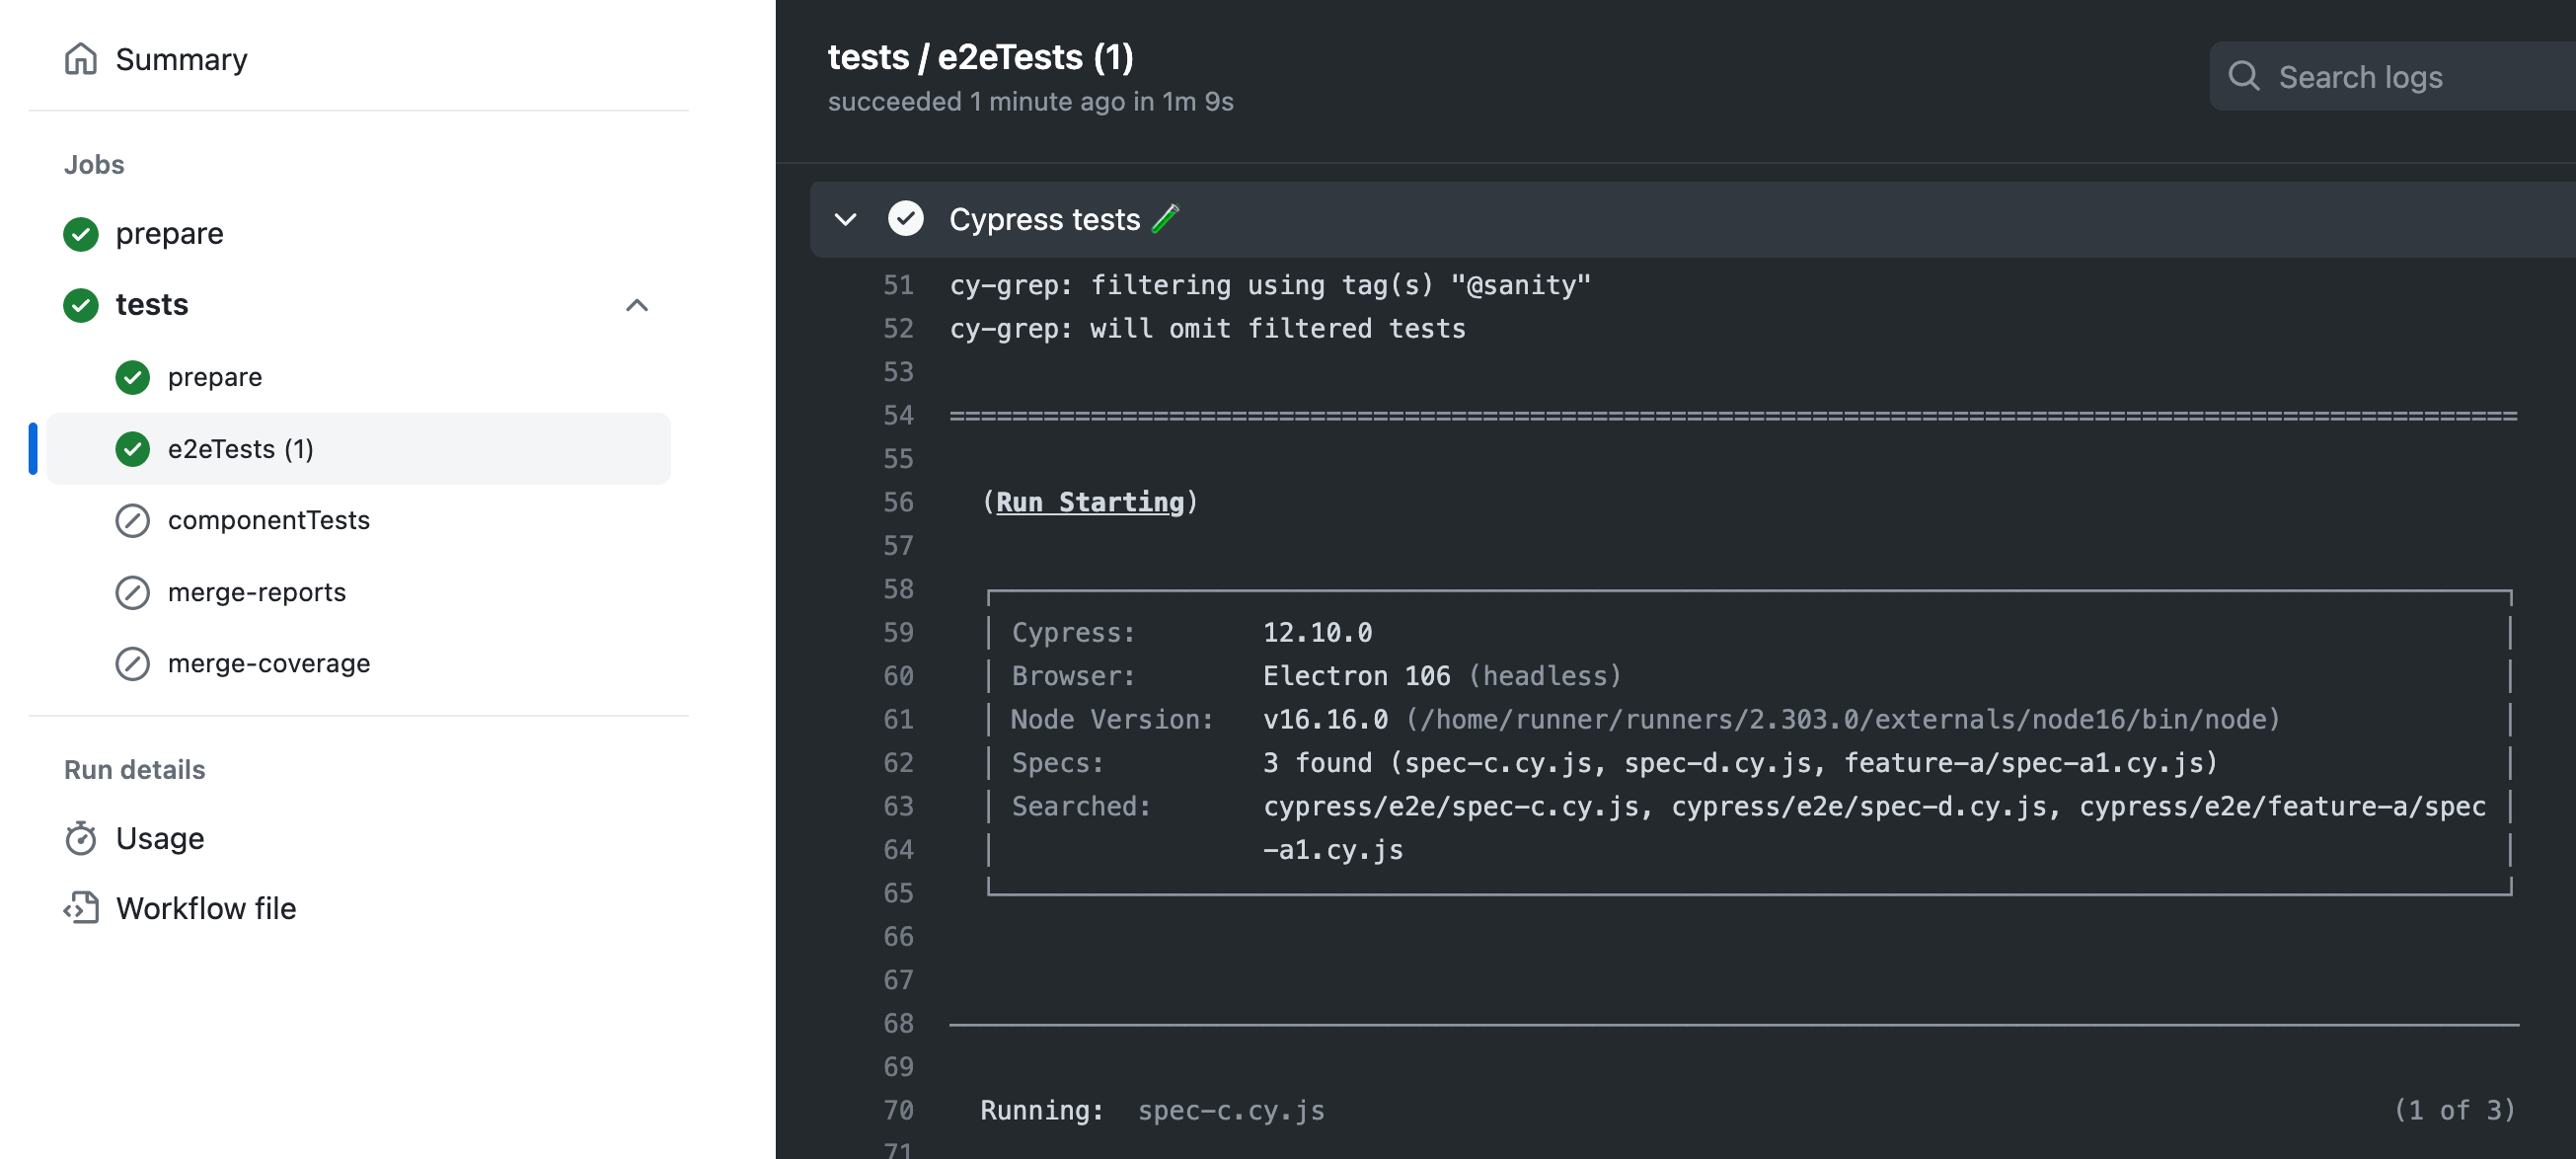 Summary
Jobs
prepare
tests
prepare
e2eTests (1)
componentTests
merge-reports
merge-coverage
Run details
Usage
Workflow file
tests / e2eTests (1)
succeeded 1 minute ago in 1m 9s
Search logs
Cypress tests
51 cy-grep: filtering using tag(s) "@sanity"
52 cy-grep: will omit filtered tests
53
54 ====================================================================================================
55
56 (Run Starting)
57
58
59 Cypress: 12.10.0
60 Browser: Electron 106 (headless)
61 Node Version: v16.16.0 (/home/runner/runners/2.303.0/externals/node16/bin/node)
62 Specs: 3 found (spec-c.cy.js, spec-d.cy.js, feature-a/spec-a1.cy.js)
63 Searched: cypress/e2e/spec-c.cy.js, cypress/e2e/spec-d.cy.js, cypress/e2e/feature-a/spec
64 -a1.cy.js
65
66
67
68
69
70 Running: spec-c.cy.js (1 of 3)
71